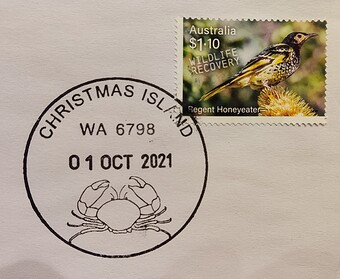 Australia
$1.10
WILDLIFE
RECOVERY
Regent Honeyeater
CHRISTMAS ISLAND
WA 6798
01 OCT 2021